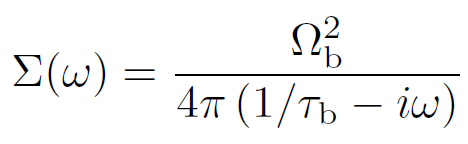 Σ(ω) = Ω_b^2 / (4π (1/τ_b − iω))